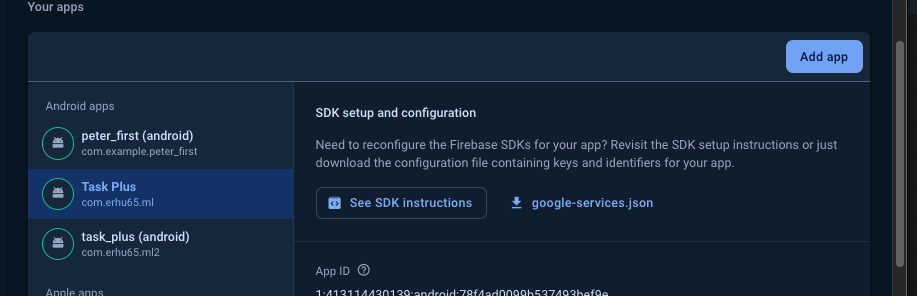 Your apps
Add app
Android apps
peter_first (android)
com.example.peter_first
Task Plus
com.erhu65.ml
task_plus (android)
com.erhu65.ml2
Apple apps
SDK setup and configuration
Need to reconfigure the Firebase SDKs for your app? Revisit the SDK setup instructions or just
download the configuration file containing keys and identifiers for your app.
See SDK instructions
google-services.json
App ID
1:413114430139:android:78f4ad0099b537493bef9e